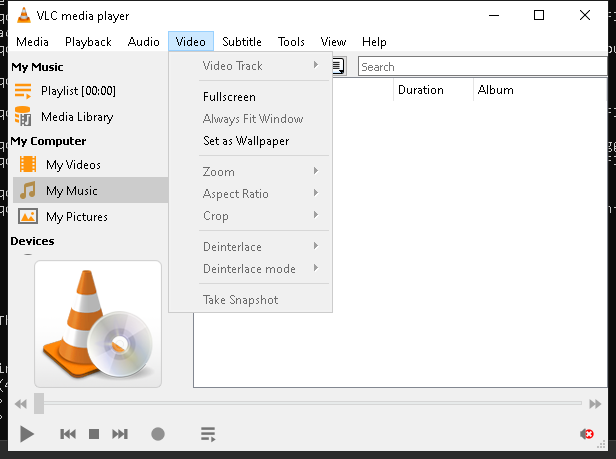 VLC media player
Media Playback Audio Video Subtitle Tools View Help
My Music
Playlist [00:00]
Media Library
My Computer
My Videos
My Music
My Pictures
Devices
Video Track
Fullscreen
Always Fit Window
Set as Wallpaper
Zoom
Aspect Ratio
Crop
Deinterlace
Deinterlace mode
Take Snapshot
Search
Duration Album